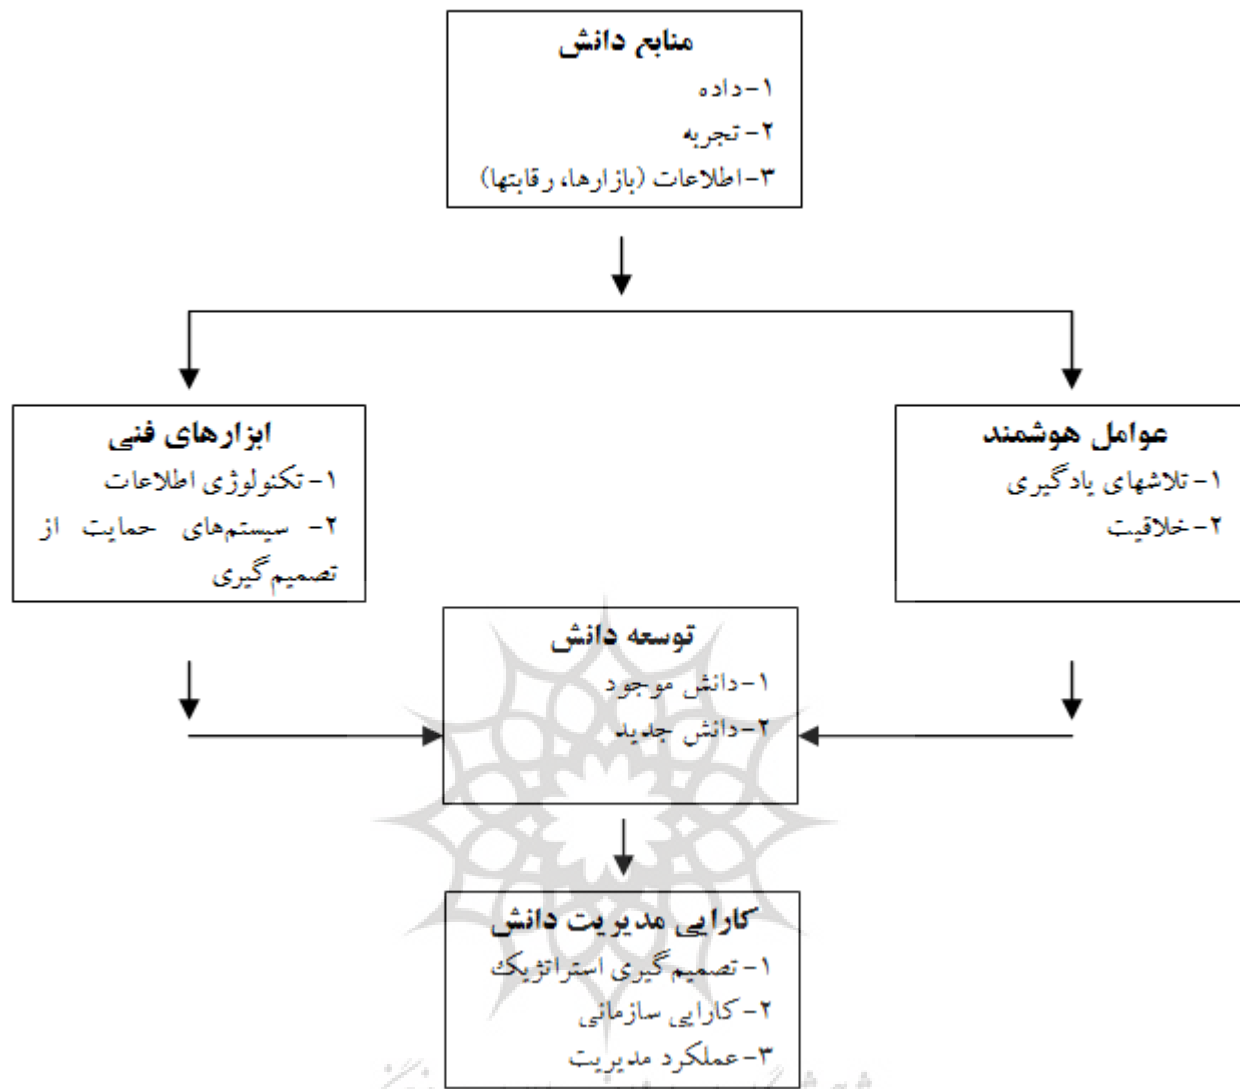 منابع دانش
۱-داده
۲-تجربه
۳-اطلاعات (بازارها، رقابتها)
عوامل هوشمند
۱-تلاشهای یادگیری
۲-خلاقیت
ابزارهای فنی
۱-تکنولوژی اطلاعات
۲- سیستم‌های حمایت از
تصمیم‌گیری
توسعه دانش
۱-دانش موجود
۲-دانش جدید
کارایی مدیریت دانش
۱-تصمیم‌گیری استراتژیک
۲-کارایی سازمانی
۳-عملکرد مدیریت